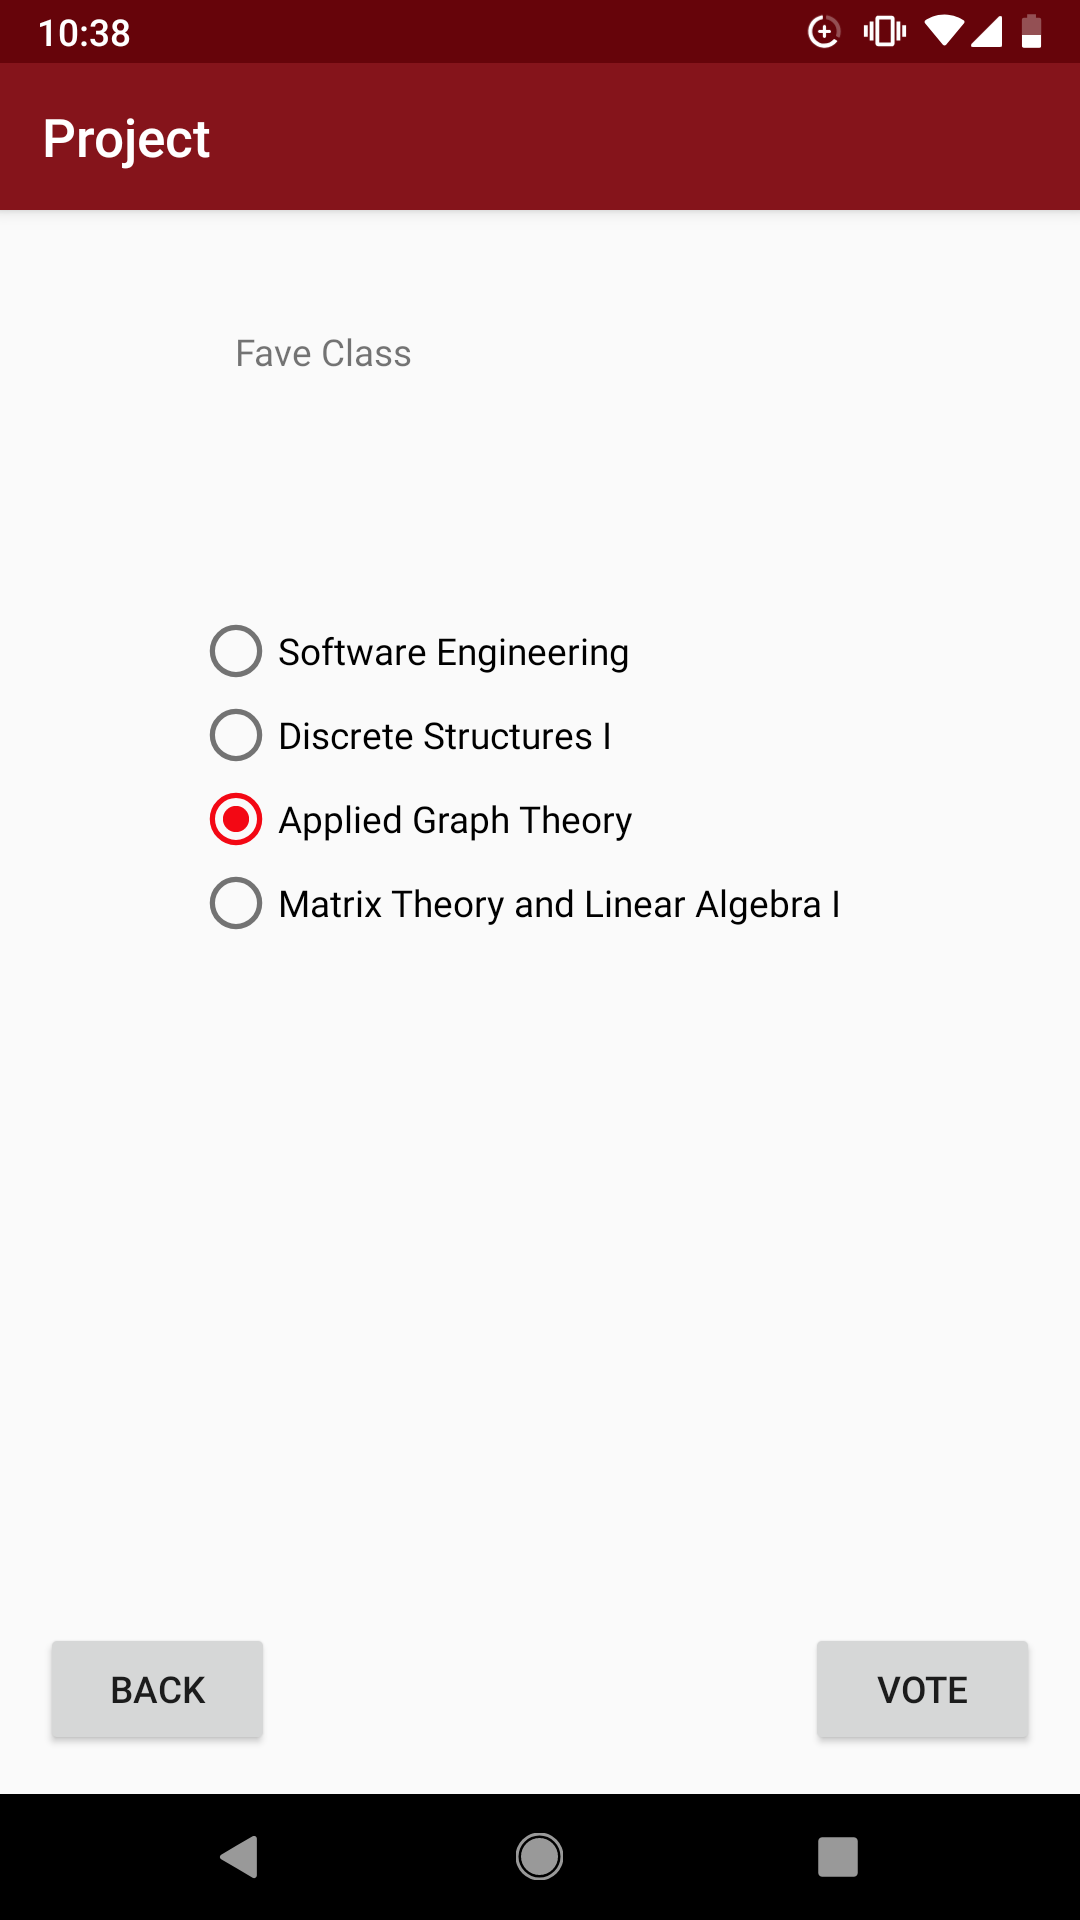 10:38
Project
Fave Class
Software Engineering
Discrete Structures I
Applied Graph Theory
Matrix Theory and Linear Algebra I
BACK
VOTE